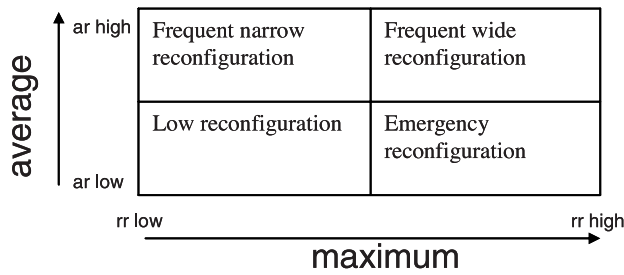 ar high
Frequent narrow
reconfiguration
Frequent wide
reconfiguration
average
Low reconfiguration
Emergency
reconfiguration
ar low
rr low
rr high
maximum